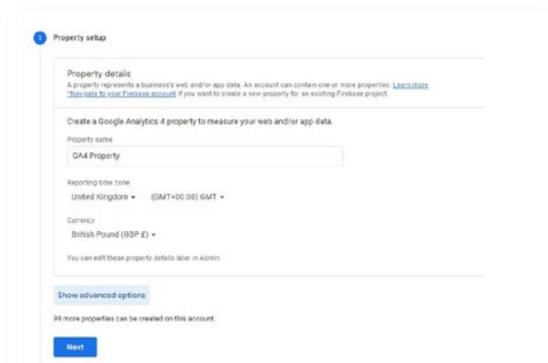 1 Property setup
Property details
A property represents a business's web and/or app data. An account can contain one or more properties. Learn more
*Navigate to your Firebase account if you want to create a new property for an existing Firebase project.
Create a Google Analytics 4 property to measure your web and/or app data.
Property name
GA4 Property
Reporting time zone
United Kingdom (GMT+00:00) GMT
Currency
British Pound (GBP £)
You can edit these property details later in Admin
Show advanced options
99 more properties can be created on this account.
Next